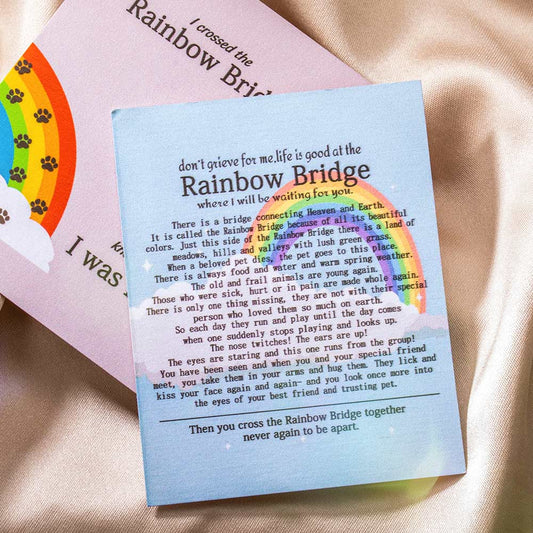 I crossed the
Rainbow
I was
don't grieve for me,life is good at the
Rainbow Bridge
where I will be waiting for you.
There is a bridge connecting Heaven and Earth.
It is called the Rainbow Bridge because of all its beautiful
colors. Just this side of the Rainbow Bridge there is a land of
meadows, hills and valleys with lush green grass.
When a beloved pet dies, the pet goes to this place.
There is always food and water and warm spring weather.
The old and frail animals are young again.
Those who were sick, hurt or in pain are made whole again.
There is only one thing missing, they are not with their special
person who loved them so much on earth.
So each day they run and play until the day comes
when one suddenly stops playing and looks up.
The nose twitches! The ears are up!
The eyes are staring and this one runs from the group!
You have been seen and when you and your special friend
meet, you take them in your arms and hug them. They lick and
kiss your face again and again- and you look once more into
the eyes of your best friend and trusting pet.
Then you cross the Rainbow Bridge together
never again to be apart.